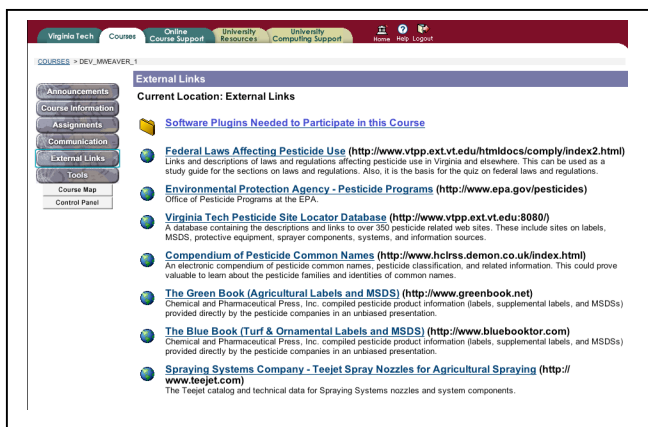 Virginia Tech
Courses
Online
Course Support
University
Resources
University
Computing Support
Home Help Logout
COURSES > DEV_MWEAVER_1
External Links
Current Location: External Links
Announcements
Course Information
Assignments
Communication
External Links
Tools
Course Map
Control Panel
Software Plugins Needed to Participate in this Course
Federal Laws Affecting Pesticide Use (http://www.vtpp.ext.vt.edu/htmldocs/comply/index2.html)
Links and descriptions of laws and regulations affecting pesticide use in Virginia and elsewhere. This can be used as a
study guide for the sections on laws and regulations. Also, it is the basis for the quiz on federal laws and regulations.
Environmental Protection Agency - Pesticide Programs (http://www.epa.gov/pesticides)
Office of Pesticide Programs at the EPA.
Virginia Tech Pesticide Site Locator Database (http://www.vtpp.ext.vt.edu:8080/)
A database containing the descriptions and links to over 350 pesticide related web sites. These include sites on labels,
MSDS, protective equipment, sprayer components, systems, and information sources.
Compendium of Pesticide Common Names (http://www.hclrss.demon.co.uk/index.html)
An electronic compendium of pesticide common names, pesticide classification, and related information. This could prove
valuable to learn about the pesticide families and identities of common names.
The Green Book (Agricultural Labels and MSDS) (http://www.greenbook.net)
Chemical and Pharmaceutical Press, Inc. compiled pesticide product information (labels, supplemental labels, and MSDSs)
provided directly by the pesticide companies in an unbiased presentation.
The Blue Book (Turf & Ornamental Labels and MSDS) (http://www.bluebooktor.com)
Chemical and Pharmaceutical Press, Inc. compiled pesticide product information (labels, supplemental labels, and MSDSs)
provided directly by the pesticide companies in an unbiased presentation.
Spraying Systems Company - Teejet Spray Nozzles for Agricultural Spraying (http://
www.teejet.com)
The Teejet catalog and technical data for Spraying Systems nozzles and system components.